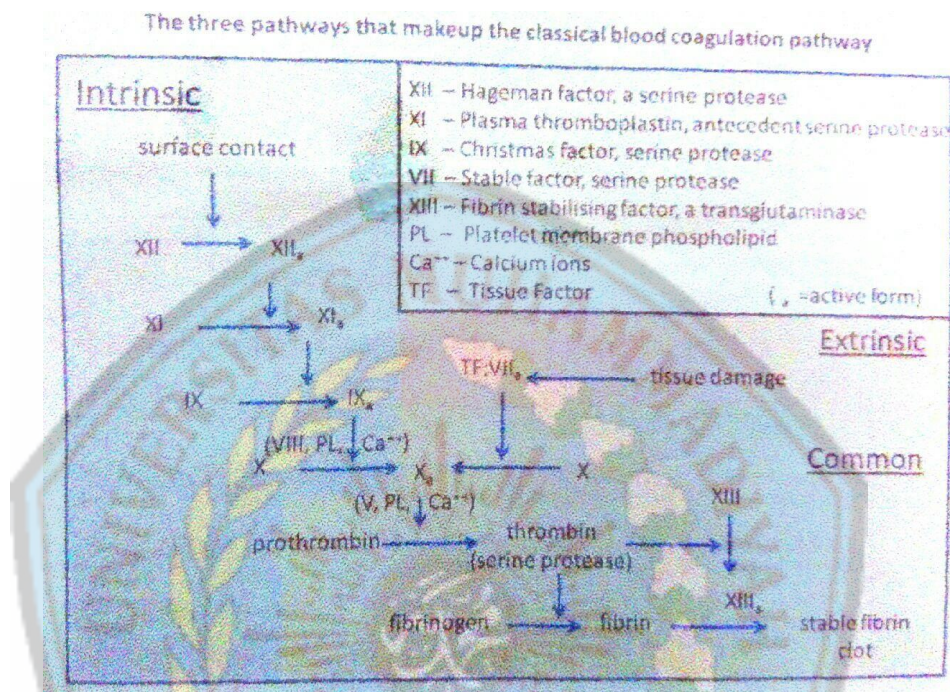 The three pathways that makeup the classical blood coagulation pathway
Intrinsic
XII – Hageman factor, a serine protease
XI – Plasma thromboplastin, antecedent serine protease
IX – Christmas factor, serine protease
VII – Stable factor, serine protease
XIII – Fibrin stabilising factor, a transglutaminase
PL – Platelet membrane phospholipid
Ca⁺⁺ – Calcium ions
TF – Tissue Factor (ₐ =active form)
surface contact
XII XIIₐ
XI XIₐ
IX IXₐ
(VIII, PL, Ca⁺⁺)
Extrinsic
TF:VIIₐ tissue damage
Common
X Xₐ X
(V, PL, Ca⁺⁺)
XIII
prothrombin thrombin
(serine protease)
XIIIₐ
fibrinogen fibrin stable fibrin
clot
UNIVERSITAS